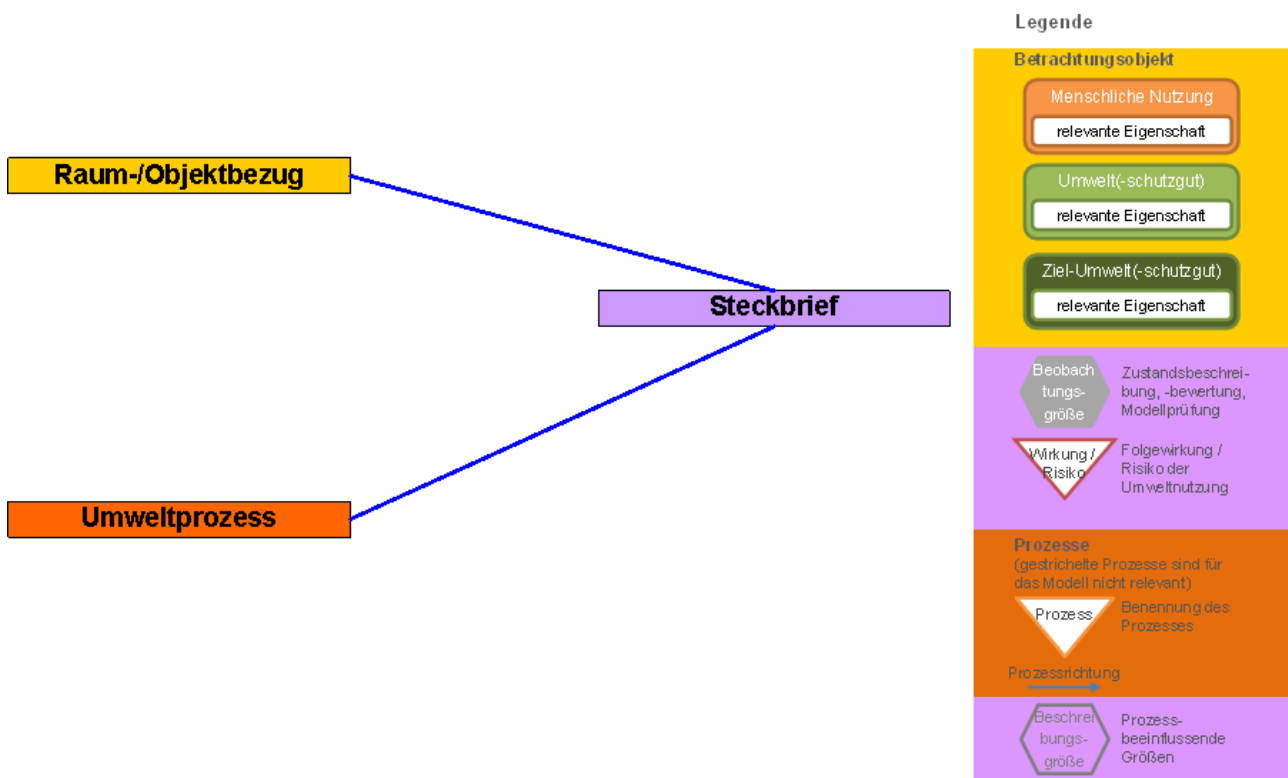 Raum-/Objektbezug
Steckbrief
Umweltprozess
Legende
Betrachtungsobjekt
Menschliche Nutzung
relevante Eigenschaft
Umwelt(-schutzgut)
relevante Eigenschaft
Ziel-Umwelt(-schutzgut)
relevante Eigenschaft
Beobach
tungs-
größe
Zustandsbeschrei-
bung, -bewertung,
Modellprüfung
Wirkung /
Risiko
Folgewirkung /
Risiko der
Umweltnutzung
Prozesse
(gestrichelte Prozesse sind für
das Modell nicht relevant)
Prozess
Benennung des
Prozesses
Prozessrichtung
Beschrei
bungs-
größe
Prozess-
beeinflussende
Größen